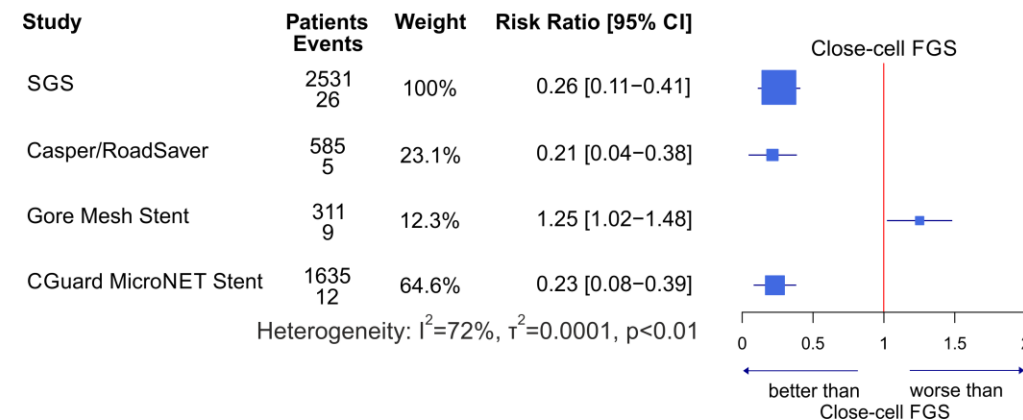 Study Patients Weight Risk Ratio [95% CI]
Events
Close-cell FGS
SGS 2531 100% 0.26 [0.11−0.41]
26
Casper/RoadSaver 585 23.1% 0.21 [0.04−0.38]
5
Gore Mesh Stent 311 12.3% 1.25 [1.02−1.48]
9
CGuard MicroNET Stent 1635 64.6% 0.23 [0.08−0.39]
12
Heterogeneity: I²=72%, τ²=0.0001, p<0.01
0 0.5 1 1.5
better than worse than
Close-cell FGS